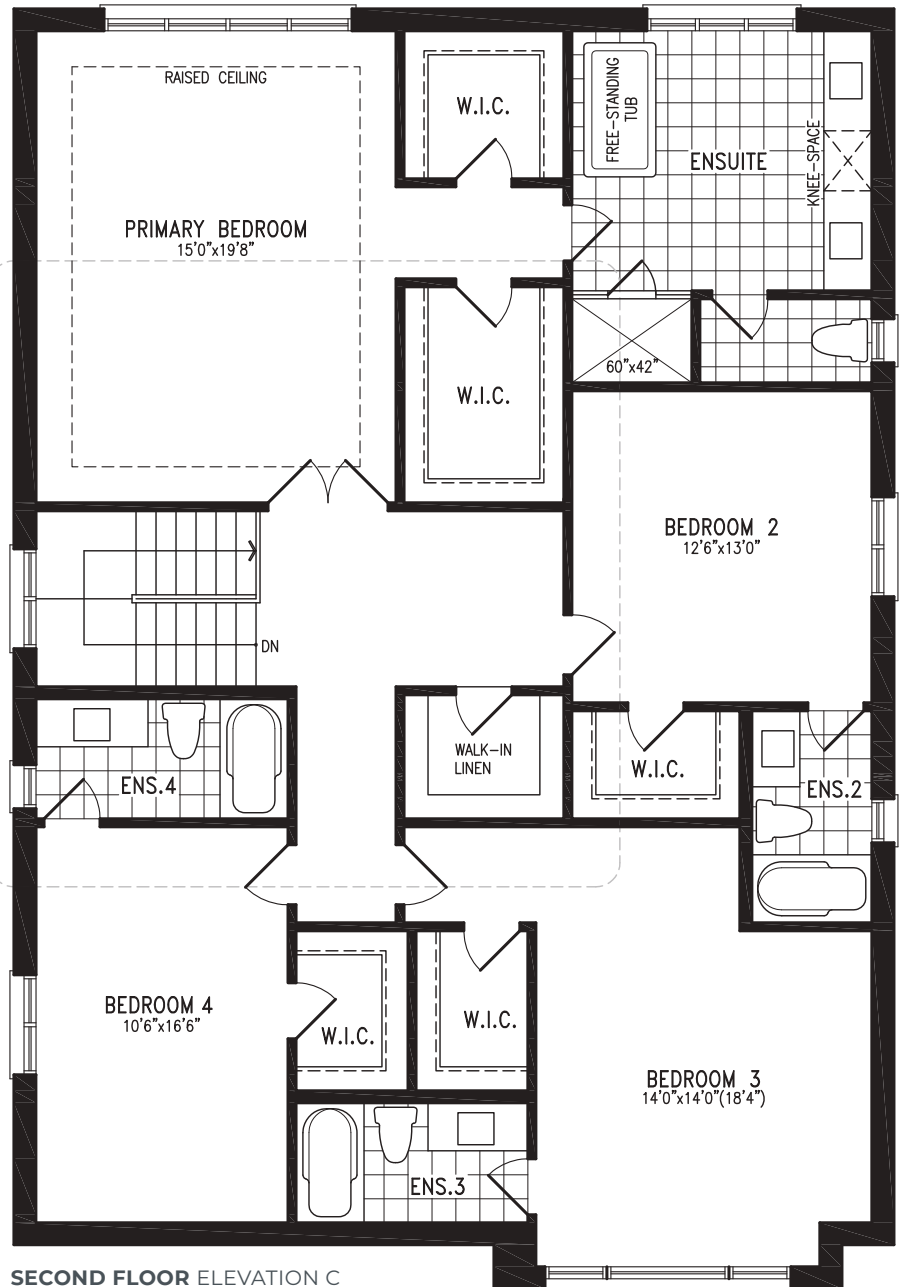 RAISED CEILING
W.I.C.
FREE-STANDING
TUB
ENSUITE
KNEE-SPACE
PRIMARY BEDROOM
15'0"x19'8"
W.I.C.
60"x42"
BEDROOM 2
12'6"x13'0"
DN
WALK-IN
LINEN
W.I.C.
ENS.4
ENS.2
BEDROOM 4
10'6"x16'6"
W.I.C.
W.I.C.
BEDROOM 3
14'0"x14'0"(18'4")
ENS.3
SECOND FLOOR ELEVATION C